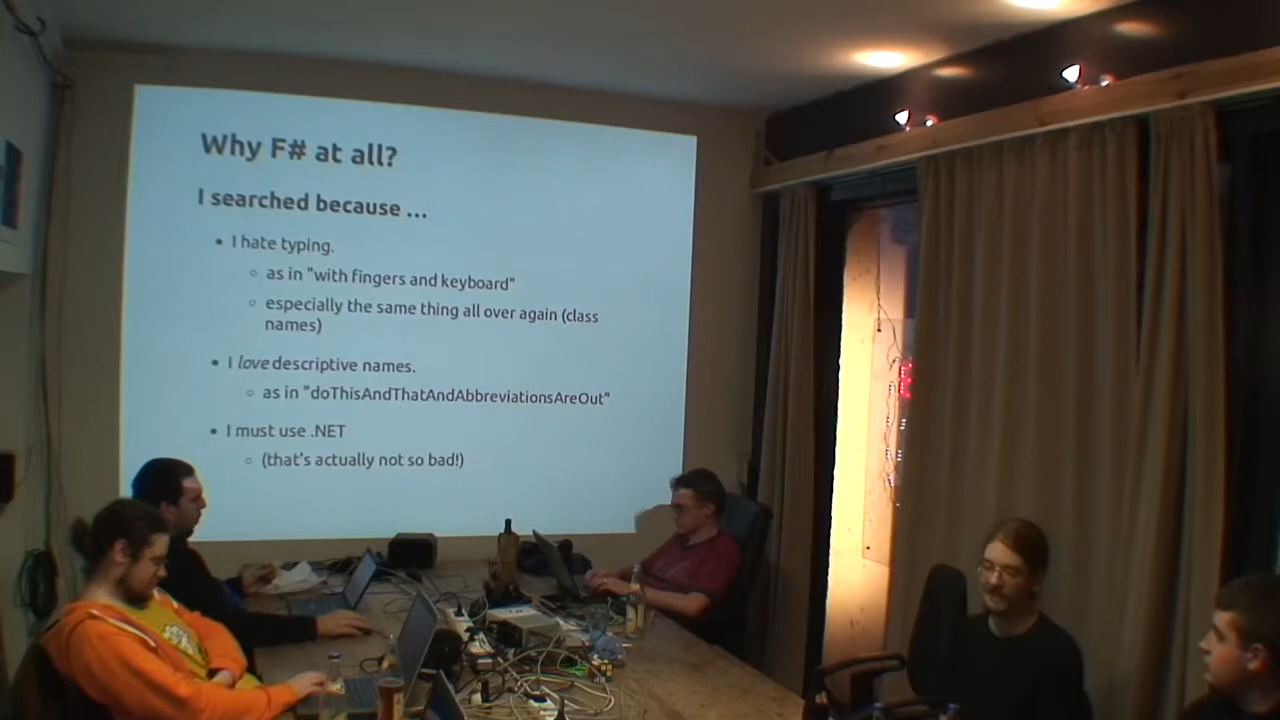 Why F# at all?
I searched because ...
• I hate typing.
◦ as in "with fingers and keyboard"
◦ especially the same thing all over again (class
names)
• I love descriptive names.
◦ as in "doThisAndThatAndAbbreviationsAreOut"
• I must use .NET
◦ (that's actually not so bad!)